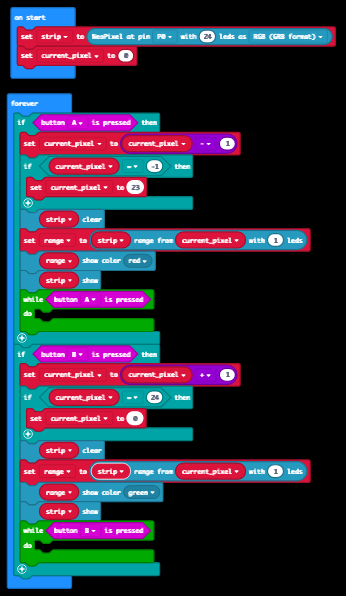 on start
set strip to NeoPixel at pin P0 with 24 leds as RGB (GRB format)
set current_pixel to 0
forever
if button A is pressed then
set current_pixel to current_pixel - 1
if current_pixel = -1 then
set current_pixel to 23
strip clear
set range to strip range from current_pixel with 1 leds
range show color red
strip show
while button A is pressed
do
if button B is pressed then
set current_pixel to current_pixel + 1
if current_pixel = 24 then
set current_pixel to 0
strip clear
set range to strip range from current_pixel with 1 leds
range show color green
strip show
while button B is pressed
do